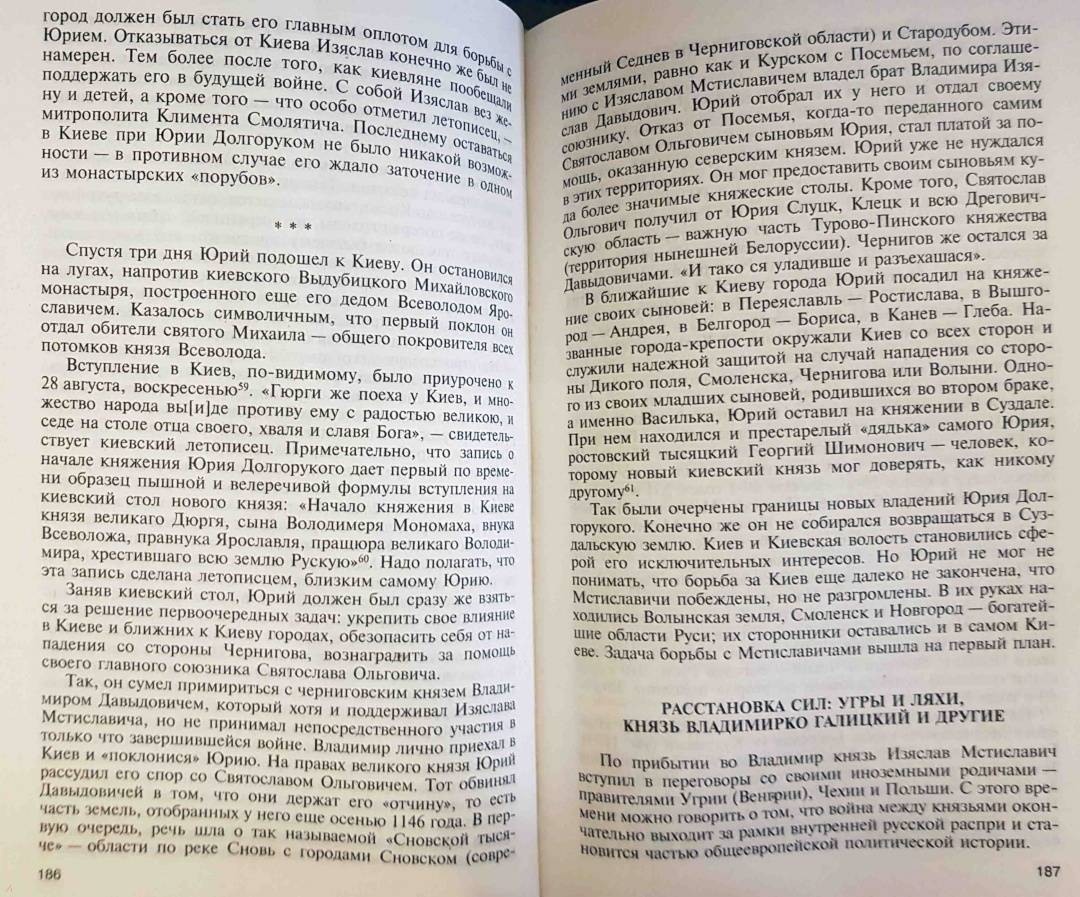 город должен был стать его главным оплотом для борьбы с
Юрием. Отказываться от Киева Изяслав конечно же был не
намерен. Тем более после того, как киевляне пообещали
поддержать его в будущей войне. С собой Изяслав вез же-
ну и детей, а кроме того — что особо отметил летописец, —
митрополита Климента Смолятича. Последнему оставаться
в Киеве при Юрии Долгоруком не было никакой возмож-
ности — в противном случае его ждало заточение в одном
из монастырских «порубов».
* * *
Спустя три дня Юрий подошел к Киеву. Он остановился
на лугах, напротив киевского Выдубицкого Михайловского
монастыря, построенного еще его дедом Всеволодом Яро-
славичем. Казалось символичным, что первый поклон он
отдал обители святого Михаила — общего покровителя всех
потомков князя Всеволода.
Вступление в Киев, по-видимому, было приурочено к
28 августа, воскресенью⁵⁹. «Гюрги же поеха у Киев, и мно-
жество народа вы[и]де противу ему с радостью великою, и
седе на столе отца своего, хваля и славя Бога», — свидетель-
ствует киевский летописец. Примечательно, что запись о
начале княжения Юрия Долгорукого дает первый по време-
ни образец пышной и велеречивой формулы вступления на
киевский стол нового князя: «Начало княжения в Киеве
князя великаго Дюргя, сына Володимеря Мономаха, внука
Всеволожа, правнука Ярославля, пращюра великаго Володи-
мира, хрестившаго всю землю Рускую»⁶⁰. Надо полагать, что
эта запись сделана летописцем, близким самому Юрию.
Заняв киевский стол, Юрий должен был сразу же взять-
ся за решение первоочередных задач: укрепить свое влияние
в Киеве и ближних к Киеву городах, обезопасить себя от на-
падения со стороны Чернигова, вознаградить за помощь
своего главного союзника Святослава Ольговича.
Так, он сумел примириться с черниговским князем Влади-
миром Давыдовичем, который хотя и поддерживал Изяслава
Мстиславича, но не принимал непосредственного участия в
только что завершившейся войне. Владимир лично приехал в
Киев и «поклонися» Юрию. На правах великого князя Юрий
рассудил его спор со Святославом Ольговичем. Тот обвинял
Давыдовичей в том, что они держат его «отчину», то есть
часть земель, отобранных у него еще осенью 1146 года. В пер-
вую очередь, речь шла о так называемой «Сновской тыся-
че» — области по реке Сновь с городами Сновском (совре-
186
менный Седнев в Черниговской области) и Стародубом. Эти-
ми землями, равно как и Курском с Посемьем, по соглаше-
нию с Изяславом Мстиславичем владел брат Владимира Изя-
слав Давыдович. Юрий отобрал их у него и отдал своему
союзнику. Отказ от Посемья, когда-то переданного самим
Святославом Ольговичем сыновьям Юрия, стал платой за по-
мощь, оказанную северским князем. Юрий уже не нуждался
в этих территориях. Он мог предоставить своим сыновьям ку-
да более значимые княжеские столы. Кроме того, Святослав
Ольгович получил от Юрия Слуцк, Клецк и всю Дрегович-
скую область — важную часть Турово-Пинского княжества
(территория нынешней Белоруссии). Чернигов же остался за
Давыдовичами. «И тако ся уладивше и разъехашася».
В ближайшие к Киеву города Юрий посадил на княже-
ние своих сыновей: в Переяславль — Ростислава, в Вышго-
род — Андрея, в Белгород — Бориса, в Канев — Глеба. На-
званные города-крепости окружали Киев со всех сторон и
служили надежной защитой на случай нападения со сторо-
ны Дикого поля, Смоленска, Чернигова или Волыни. Одно-
го из своих младших сыновей, родившихся во втором браке,
а именно Василька, Юрий оставил на княжении в Суздале.
При нем находился и престарелый «дядька» самого Юрия,
ростовский тысяцкий Георгий Шимонович — человек, ко-
торому новый киевский князь мог доверять, как никому
другому⁶¹.
Так были очерчены границы новых владений Юрия Дол-
горукого. Конечно же он не собирался возвращаться в Суз-
дальскую землю. Киев и Киевская волость становились сфе-
рой его исключительных интересов. Но Юрий не мог не
понимать, что борьба за Киев еще далеко не закончена, что
Мстиславичи побеждены, но не разгромлены. В их руках на-
ходились Волынская земля, Смоленск и Новгород — богатей-
шие области Руси; их сторонники оставались и в самом Ки-
еве. Задача борьбы с Мстиславичами вышла на первый план.
РАССТАНОВКА СИЛ: УГРЫ И ЛЯХИ,
КНЯЗЬ ВЛАДИМИРКО ГАЛИЦКИЙ И ДРУГИЕ
По прибытии во Владимир князь Изяслав Мстиславич
вступил в переговоры со своими иноземными родичами —
правителями Угрии (Венгрии), Чехии и Польши. С этого вре-
мени можно говорить о том, что война между князьями окон-
чательно выходит за рамки внутренней русской распри и ста-
новится частью общеевропейской политической истории.
187